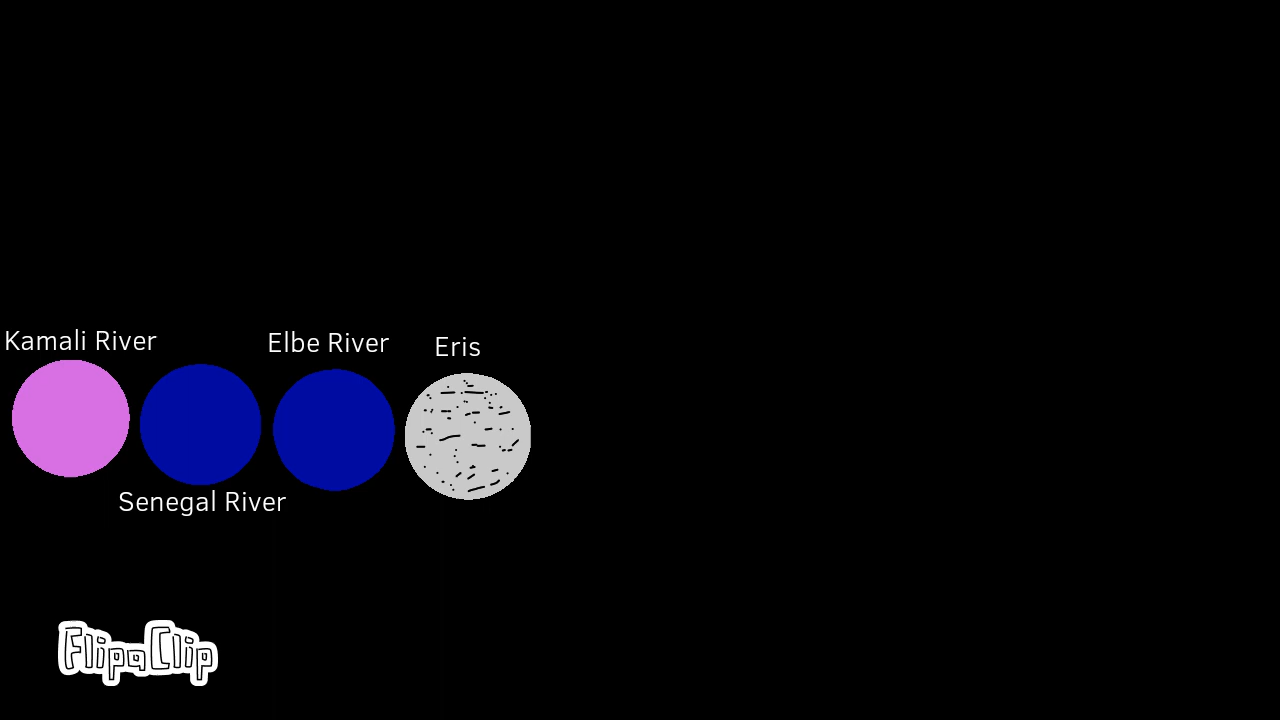 Kamali River
Elbe River
Eris
Senegal River
FlipaClip